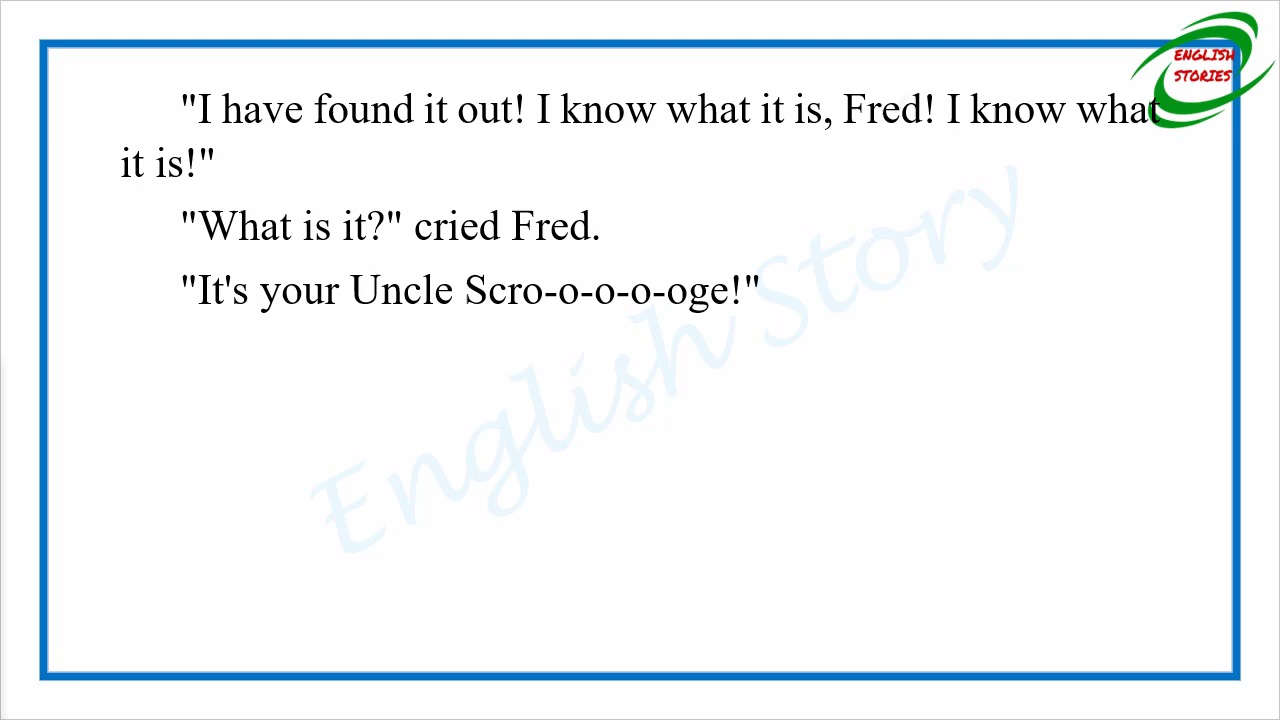 ENGLISH
STORIES
"I have found it out! I know what it is, Fred! I know what
it is!"
"What is it?" cried Fred.
"It's your Uncle Scro-o-o-o-oge!"
English Story